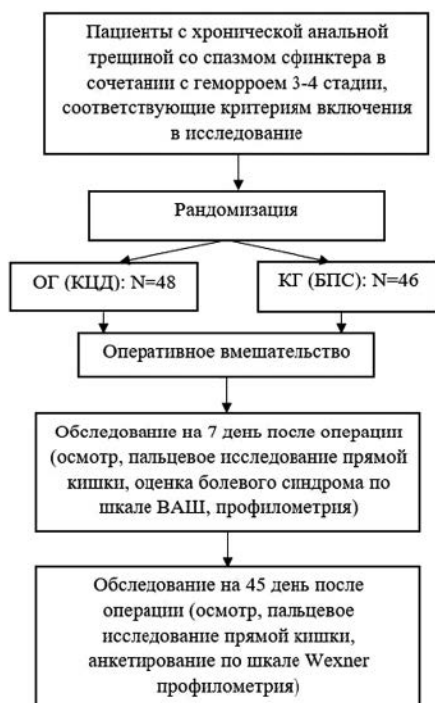 Пациенты с хронической анальной
трещиной со спазмом сфинктера в
сочетании с геморроем 3-4 стадии,
соответствующие критериям включения
в исследование
Рандомизация
ОГ (КЦД): N=48
КГ (БПС): N=46
Оперативное вмешательство
Обследование на 7 день после операции
(осмотр, пальцевое исследование прямой
кишки, оценка болевого синдрома по
шкале ВАШ, профилометрия)
Обследование на 45 день после
операции (осмотр, пальцевое
исследование прямой кишки,
анкетирование по шкале Wexner
профилометрия)